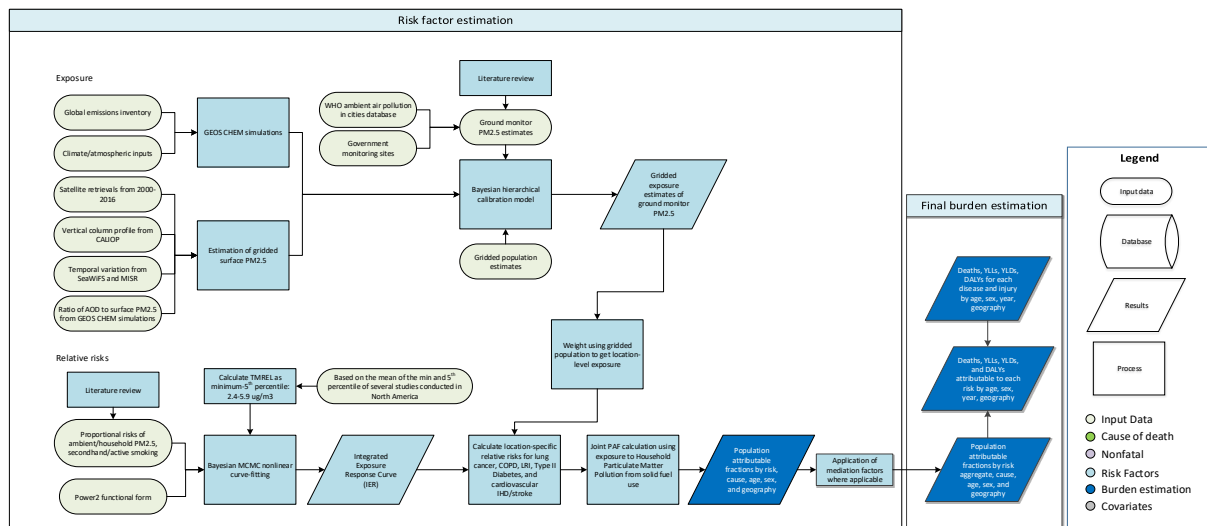 Risk factor estimation
Exposure
Global emissions inventory
Climate/atmospheric inputs
GEOS CHEM simulations
Satellite retrievals from 2000-
2016
Vertical column profile from
CALIOP
Temporal variation from
SeaWiFS and MISR
Ratio of AOD to surface PM2.5
from GEOS CHEM simulations
Estimation of gridded
surface PM2.5
WHO ambient air pollution
in cities database
Government
monitoring sites
Literature review
Ground monitor
PM2.5 estimates
Bayesian hierarchical
calibration model
Gridded population
estimates
Gridded
exposure
estimates of
ground monitor
PM2.5
Weight using gridded
population to get location-
level exposure
Relative risks
Literature review
Proportional risks of
ambient/household PM2.5,
secondhand/active smoking
Power2 functional form
Calculate TMREL as
minimum-5th percentile:
2.4-5.9 ug/m3
Based on the mean of the min and 5th
percentile of several studies conducted in
North America
Bayesian MCMC nonlinear
curve-fitting
Integrated
Exposure
Response Curve
(IER)
Calculate location-specific
relative risks for lung
cancer, COPD, LRI, Type II
Diabetes, and
cardiovascular
IHD/stroke
Joint PAF calculation using
exposure to Household
Particulate Matter
Pollution from solid fuel
use
Population
attributable
fractions by risk,
cause, age, sex,
and geography
Application of
mediation factors
where applicable
Final burden estimation
Deaths, YLLs, YLDs,
DALYs for each
disease and injury
by age, sex, year,
geography
Deaths, YLLs, YLDs,
and DALYs
attributable to each
risk by age, sex,
year, geography
Population
attributable
fractions by risk
aggregate, cause,
age, sex, and
geography
Legend
Input data
Database
Results
Process
Input Data
Cause of death
Nonfatal
Risk Factors
Burden estimation
Covariates